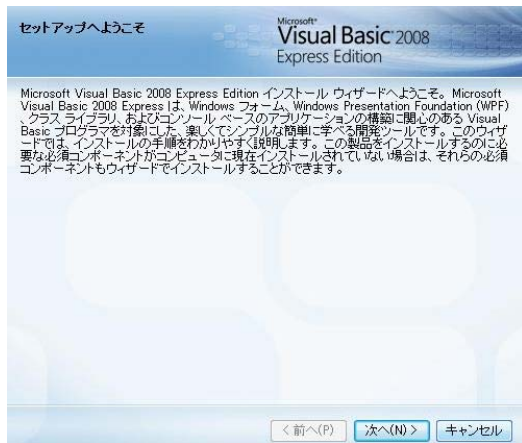 セットアップへようこそ
Microsoft®
Visual Basic® 2008
Express Edition
Microsoft Visual Basic 2008 Express Edition インストール ウィザードへようこそ。Microsoft
Visual Basic 2008 Express は、Windows フォーム、Windows Presentation Foundation (WPF)
、クラス ライブラリ、およびコンソール ベースのアプリケーションの構築に関心のある Visual
Basic プログラマを対象にした、楽しくてシンプルな簡単に学べる開発ツールです。このウィザ
ードでは、インストールの手順をわかりやすく説明します。この製品をインストールするのに必
要な必須コンポーネントがコンピュータに現在インストールされていない場合は、それらの必須
コンポーネントもウィザードでインストールすることができます。
< 前へ(P)
次へ(N) >
キャンセル